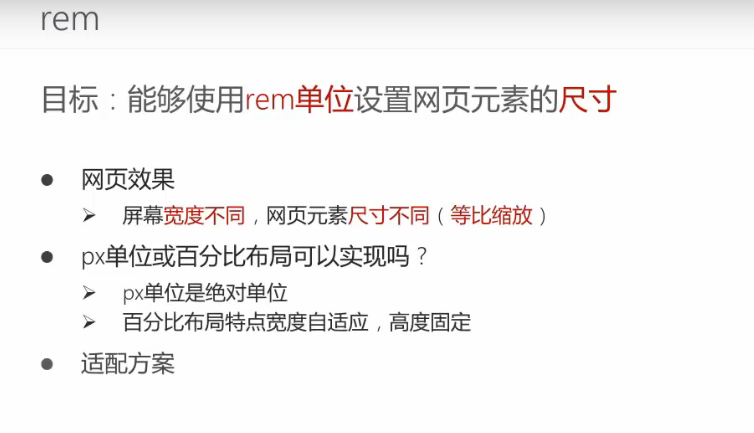 rem
目标：能够使用rem单位设置网页元素的尺寸
● 网页效果
➢ 屏幕宽度不同，网页元素尺寸不同（等比缩放）
● px单位或百分比布局可以实现吗？
➢ px单位是绝对单位
➢ 百分比布局特点宽度自适应，高度固定
● 适配方案